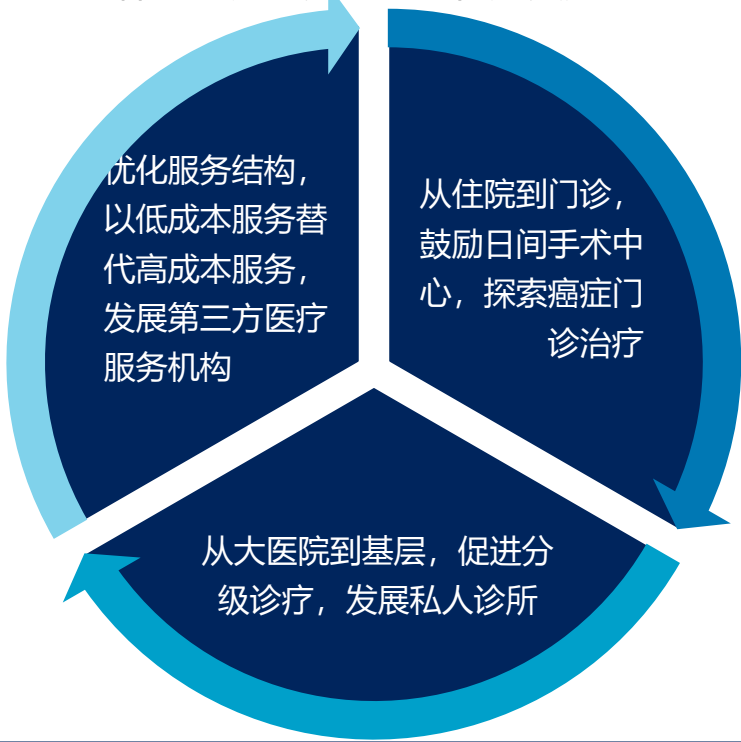 优化服务结构，
以低成本服务替
代高成本服务，
发展第三方医疗
服务机构
从住院到门诊，
鼓励日间手术中
心，探索癌症门
诊治疗
从大医院到基层，促进分
级诊疗，发展私人诊所